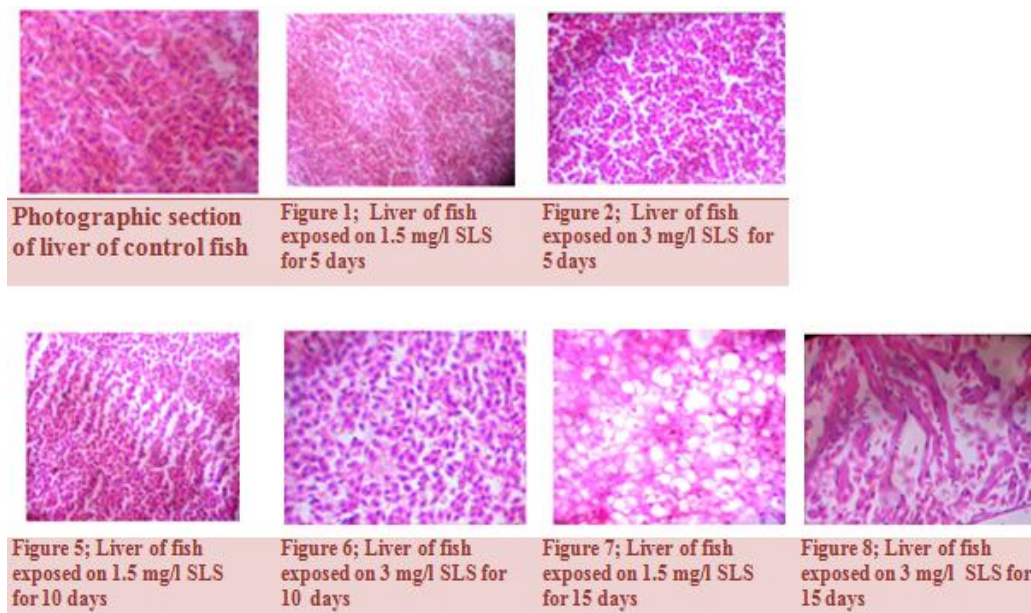 Photographic section
of liver of control fish
Figure 1; Liver of fish
exposed on 1.5 mg/l SLS
for 5 days
Figure 2; Liver of fish
exposed on 3 mg/l SLS for
5 days
Figure 5; Liver of fish
exposed on 1.5 mg/l SLS
for 10 days
Figure 6; Liver of fish
exposed on 3 mg/l SLS for
10 days
Figure 7; Liver of fish
exposed on 1.5 mg/l SLS
for 15 days
Figure 8; Liver of fish
exposed on 3 mg/l SLS for
15 days